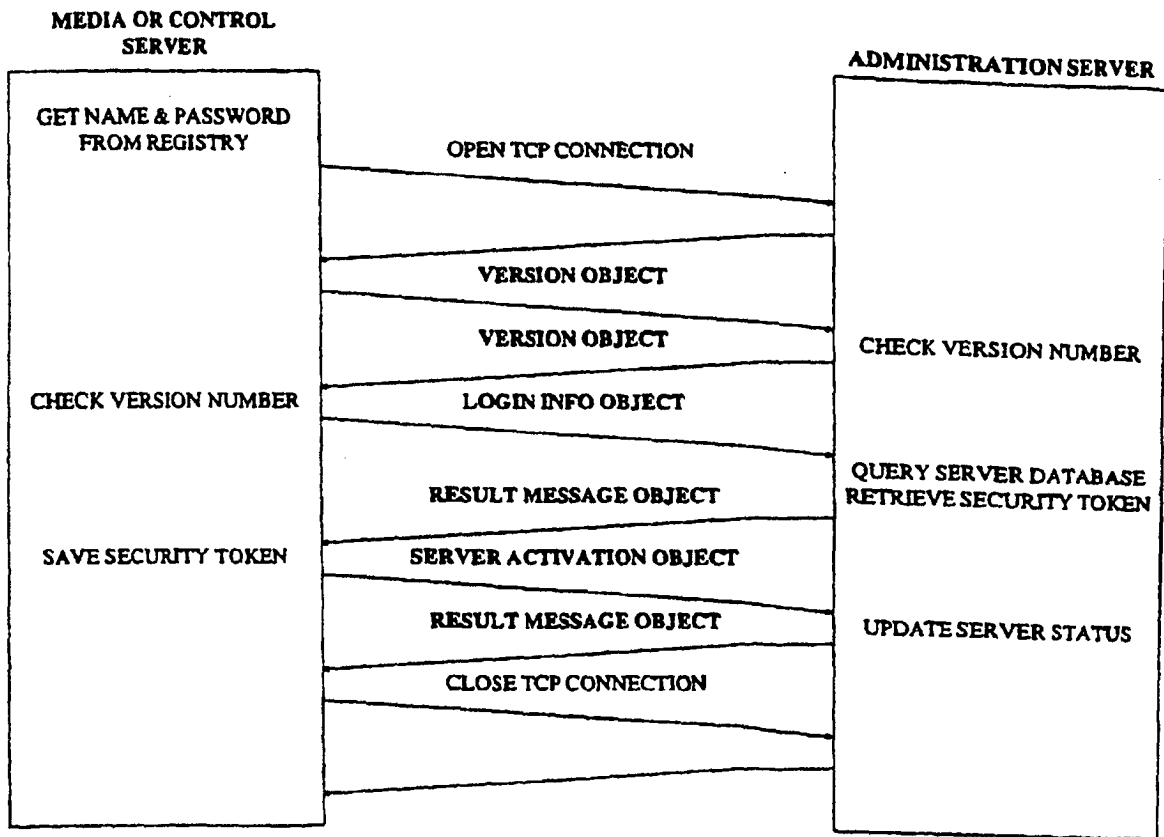 MEDIA OR CONTROL
SERVER
ADMINISTRATION SERVER
GET NAME & PASSWORD
FROM REGISTRY
OPEN TCP CONNECTION
VERSION OBJECT
VERSION OBJECT
CHECK VERSION NUMBER
CHECK VERSION NUMBER
LOGIN INFO OBJECT
QUERY SERVER DATABASE
RETRIEVE SECURITY TOKEN
RESULT MESSAGE OBJECT
SAVE SECURITY TOKEN
SERVER ACTIVATION OBJECT
RESULT MESSAGE OBJECT
UPDATE SERVER STATUS
CLOSE TCP CONNECTION